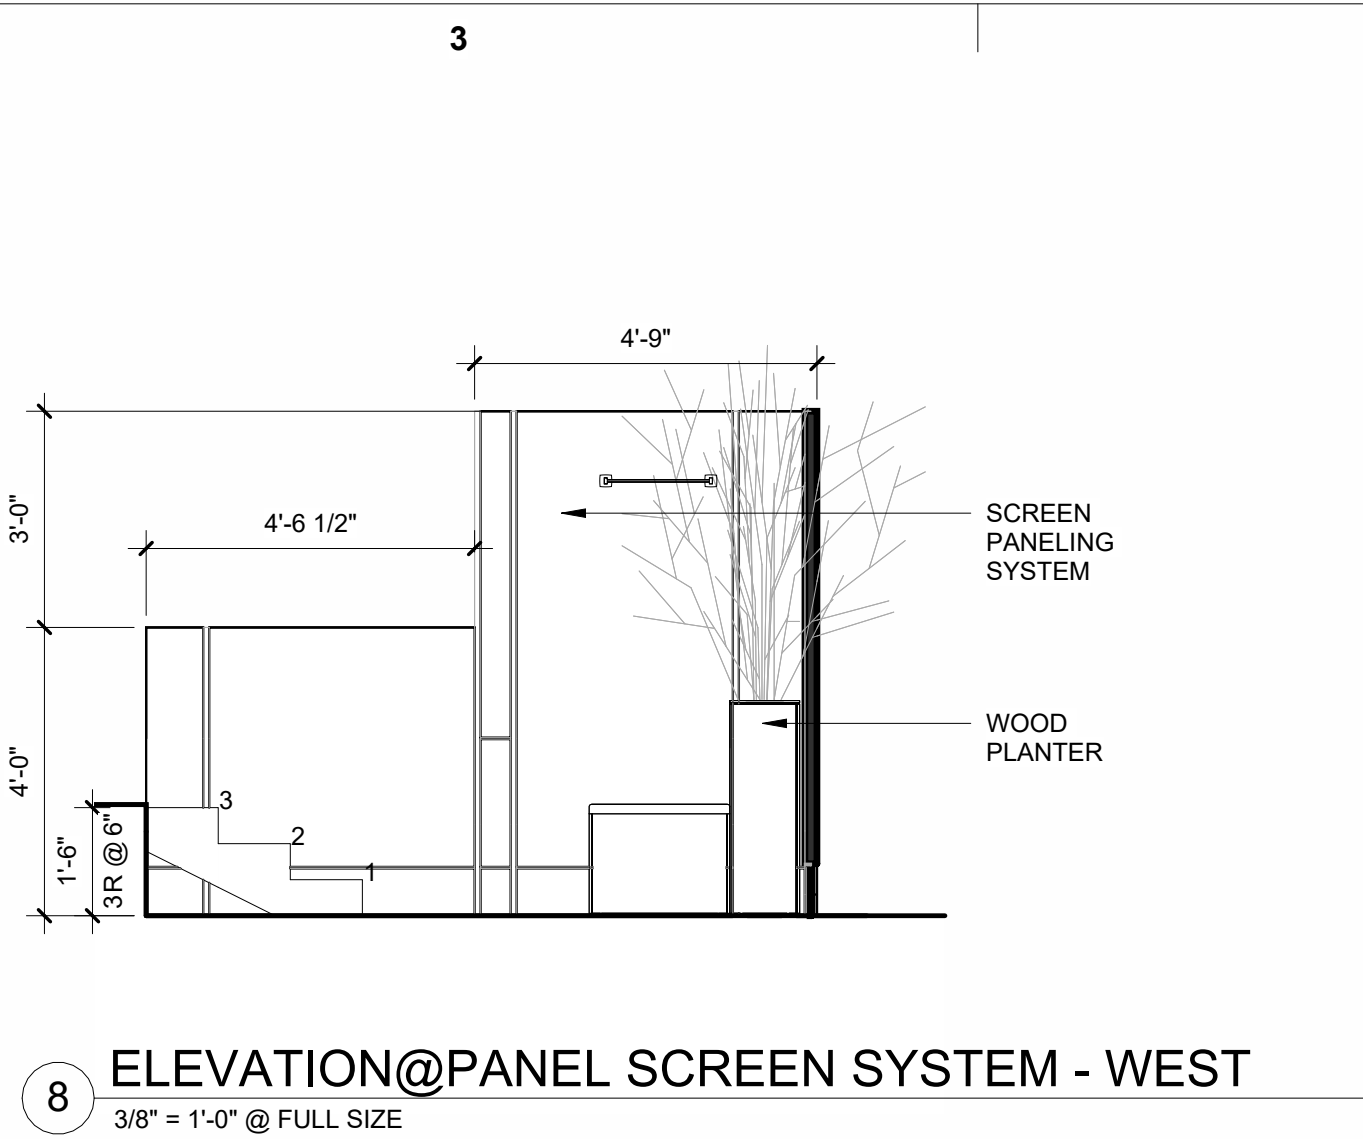 3
4'-9"
3'-0"
4'-6 1/2"
SCREEN
PANELING
SYSTEM
4'-0"
WOOD
PLANTER
1'-6"
3R @ 6"
3
2
1
8
ELEVATION@PANEL SCREEN SYSTEM - WEST
3/8" = 1'-0" @ FULL SIZE